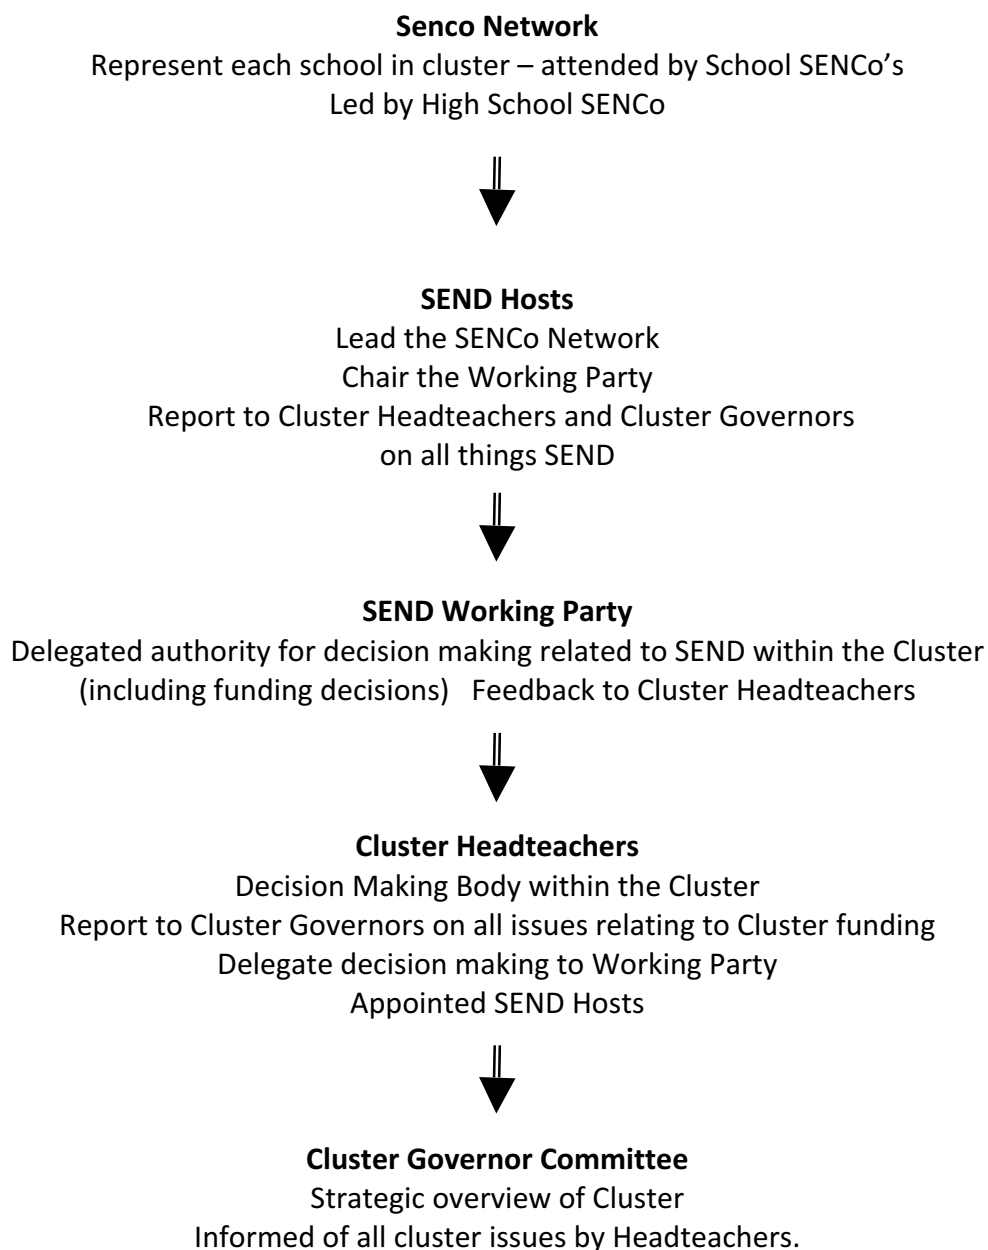 Senco Network
Represent each school in cluster – attended by School SENCo’s
Led by High School SENCo
SEND Hosts
Lead the SENCo Network
Chair the Working Party
Report to Cluster Headteachers and Cluster Governors
on all things SEND
SEND Working Party
Delegated authority for decision making related to SEND within the Cluster
(including funding decisions)   Feedback to Cluster Headteachers
Cluster Headteachers
Decision Making Body within the Cluster
Report to Cluster Governors on all issues relating to Cluster funding
Delegate decision making to Working Party
Appointed SEND Hosts
Cluster Governor Committee
Strategic overview of Cluster
Informed of all cluster issues by Headteachers.